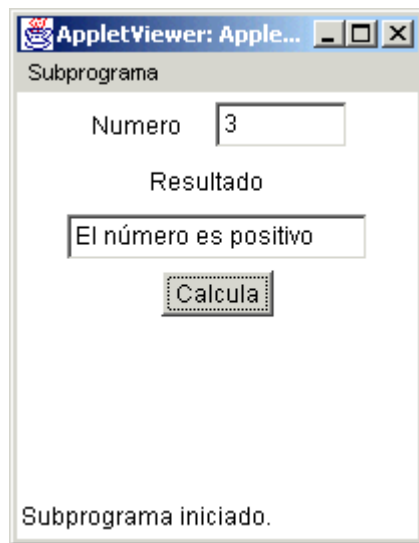 AppletViewer: Apple...
Subprograma
Numero 3
Resultado
El número es positivo
Calcula
Subprograma iniciado.